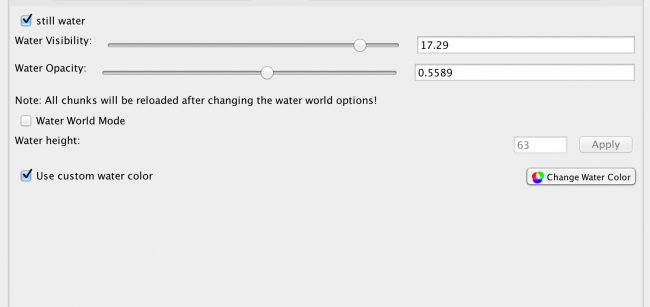 still water
Water Visibility: 17.29
Water Opacity: 0.5589
Note: All chunks will be reloaded after changing the water world options!
Water World Mode
Water height: 63 Apply
Use custom water color Change Water Color